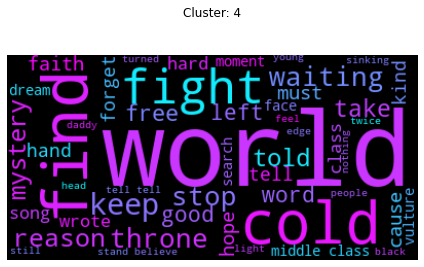 Cluster: 4
faith
hard
moment
young
turned
sinking
dream
forget
fight
waiting
must
kind
mystery
find
free
left
face
take
twice
feel
daddy
edge
world
hand
told
class
nothing
tell
search
head
tell tell
keep
stop
word
people
cause
vulture
song
wrote
good
hope
reason
throne
cold
light
middle class
black
still
stand believe